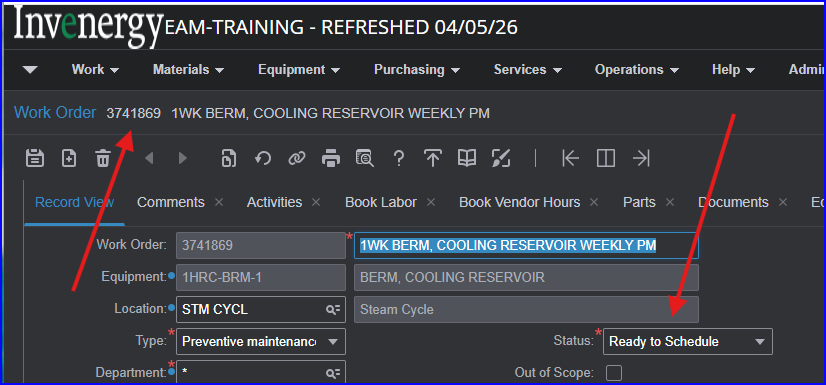 Invenergy EAM-TRAINING - REFRESHED 04/05/26
Work Materials Equipment Purchasing Services Operations Help Admi
Work Order 3741869 1WK BERM, COOLING RESERVOIR WEEKLY PM
Record View Comments × Activities × Book Labor × Book Vendor Hours × Parts × Documents × Ec
Work Order: 3741869 * 1WK BERM, COOLING RESERVOIR WEEKLY PM
Equipment: 1HRC-BRM-1 BERM, COOLING RESERVOIR
Location: STM CYCL Steam Cycle
Type: * Preventive maintenance Status: * Ready to Schedule
Department: * * Out of Scope: